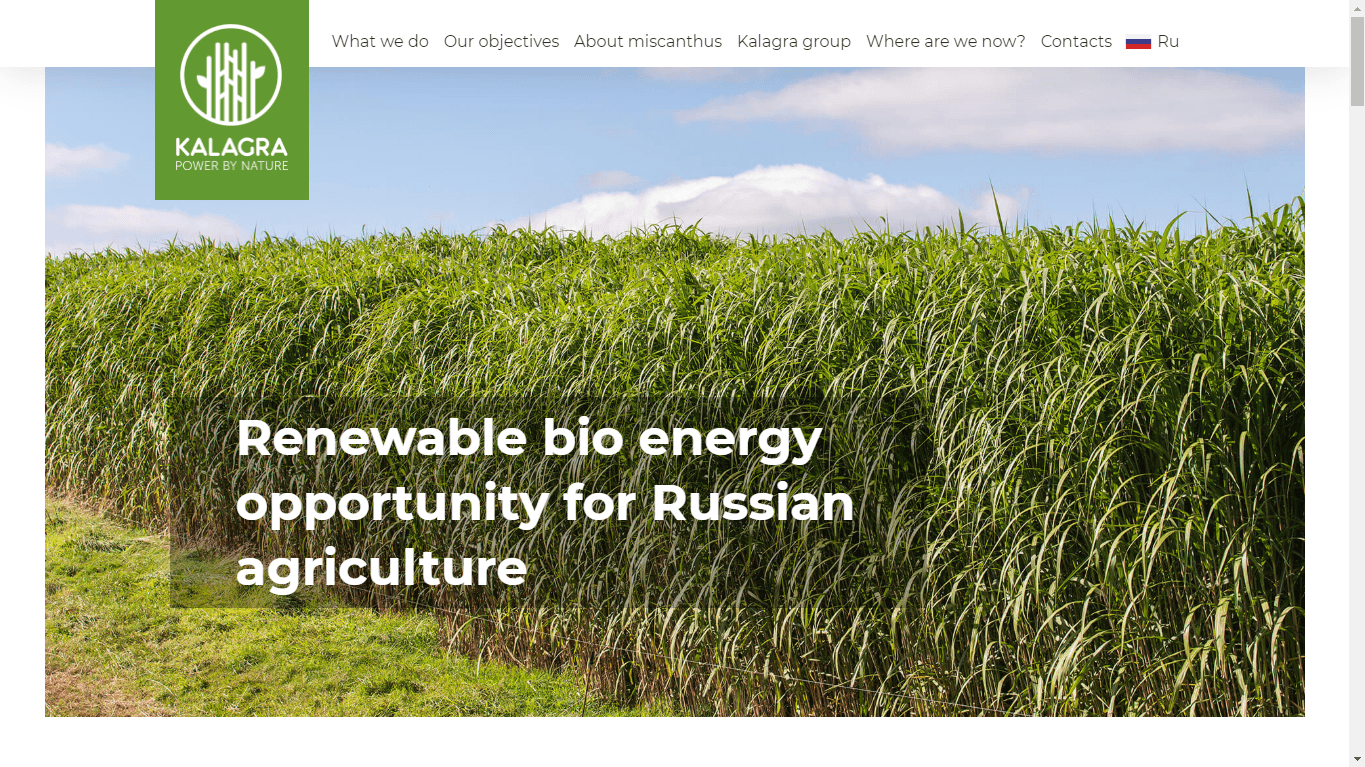 What we do Our objectives About miscanthus Kalagra group Where are we now? Contacts Ru
KALAGRA
POWER BY NATURE
Renewable bio energy
opportunity for Russian
agriculture